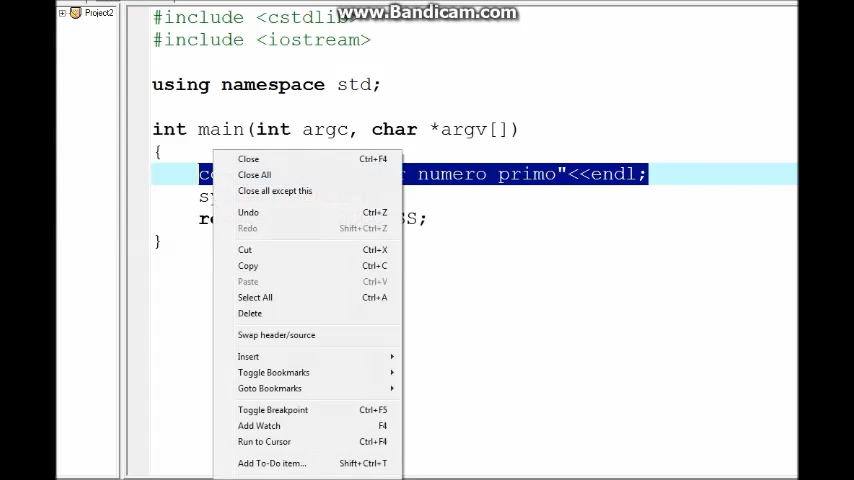 www.Bandicam.com
Project2
#include <cstdlib>
#include <iostream>
using namespace std;
int main(int argc, char *argv[])
{
numero primo"<<endl;
}
Close Ctrl+F4
Close All
Close all except this
Undo Ctrl+Z
Redo Shift+Ctrl+Z
Cut Ctrl+X
Copy Ctrl+C
Paste Ctrl+V
Select All Ctrl+A
Delete
Swap header/source
Insert
Toggle Bookmarks
Goto Bookmarks
Toggle Breakpoint Ctrl+F5
Add Watch F4
Run to Cursor Ctrl+F4
Add To-Do item... Shift+Ctrl+T